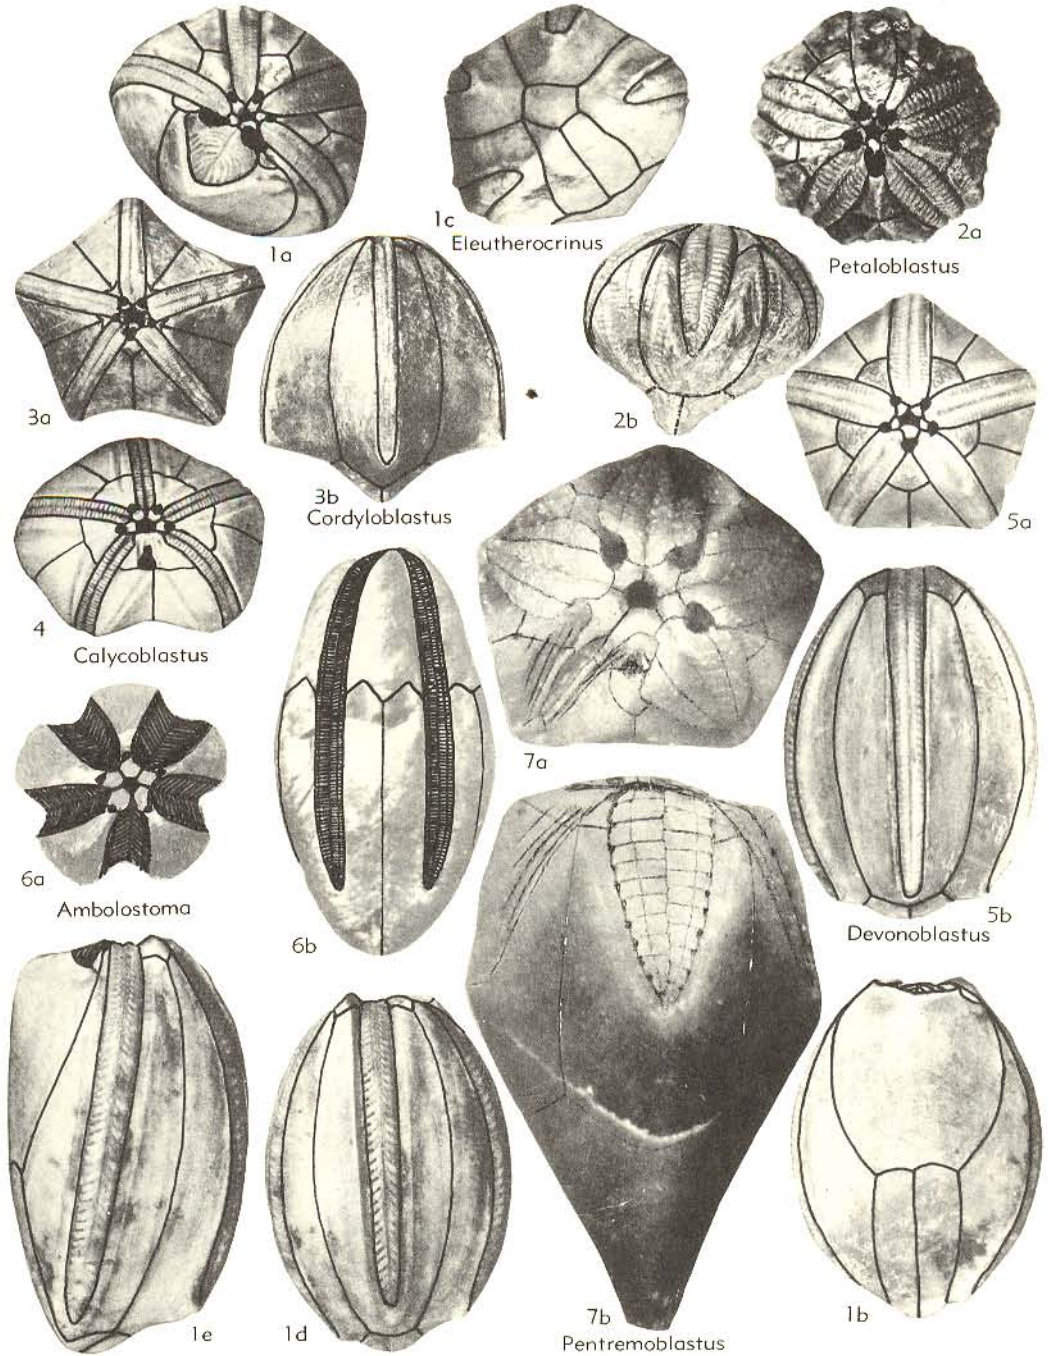 1a
1c
Eleutherocrinus
2a
Petaloblastus
3a
3b
Cordyloblastus
2b
5a
4
Calycoblastus
7a
6a
Ambolostoma
6b
5b
Devonoblastus
1e
1d
7b
Pentremoblastus
1b